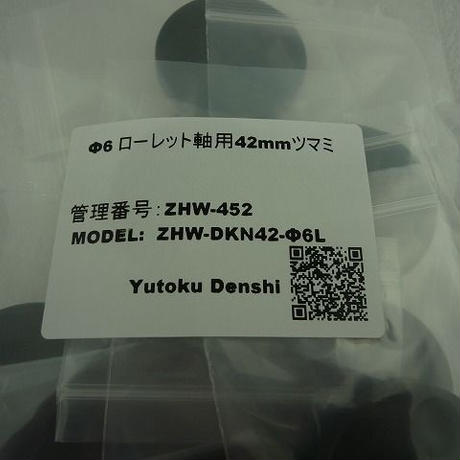 Φ6 ローレット軸用42mmツマミ
管理番号：ZHW-452
MODEL: ZHW-DKN42-Φ6L
Yutoku Denshi